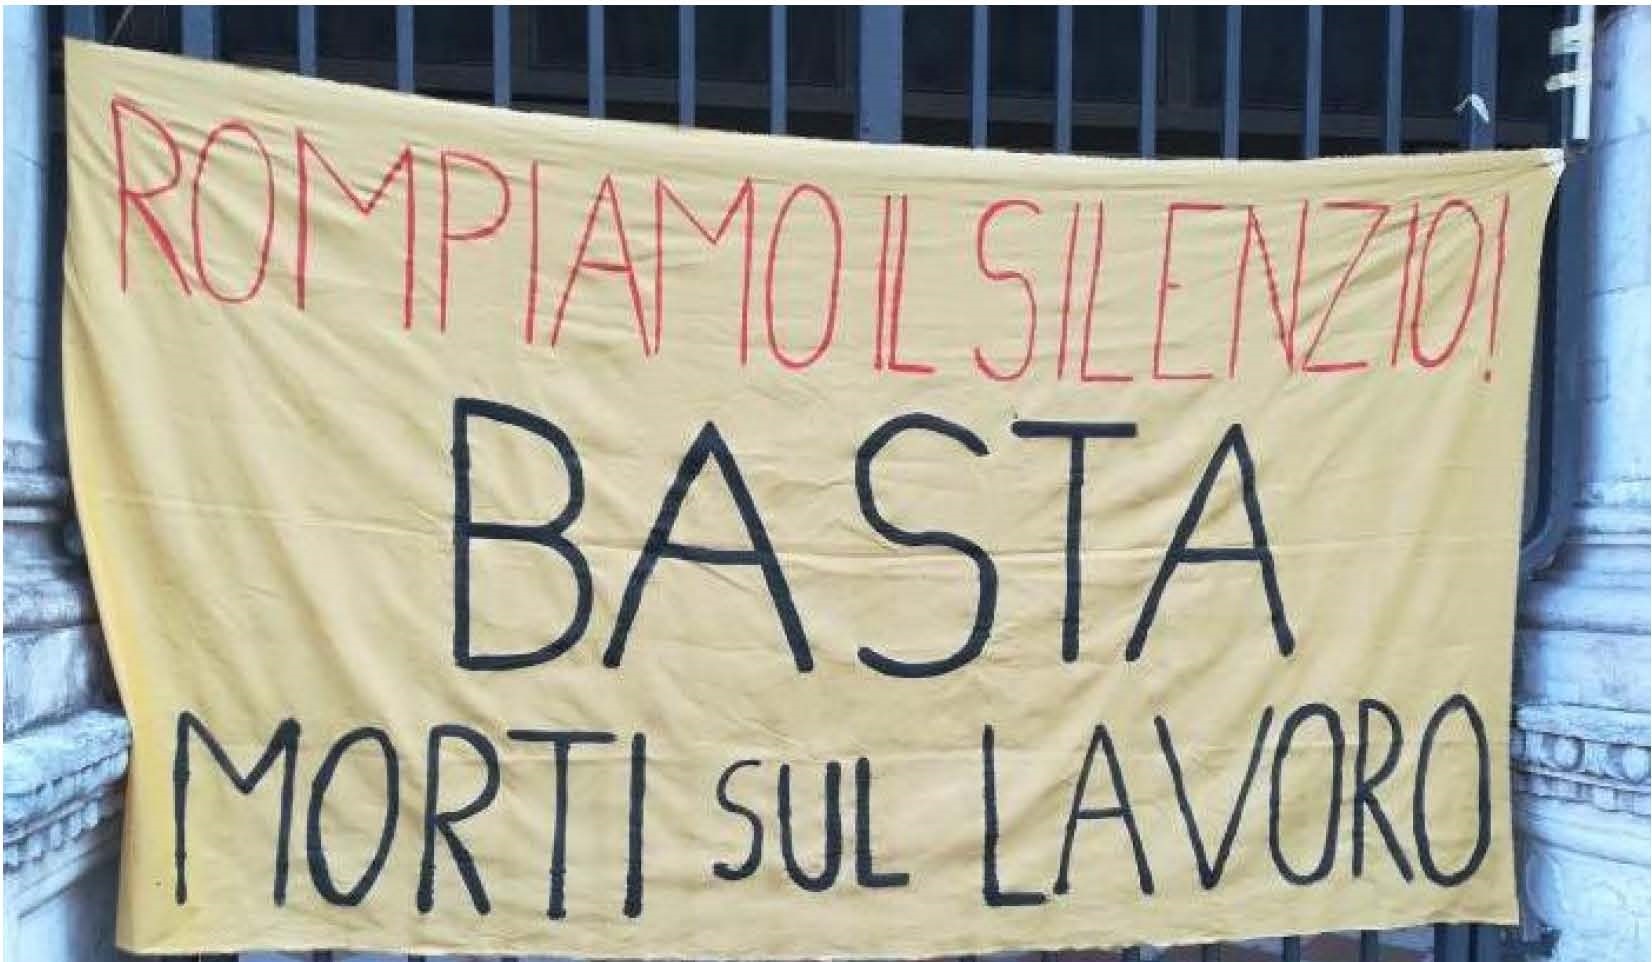 ROMPIAMO IL SILENZIO!
BASTA
MORTI SUL LAVORO